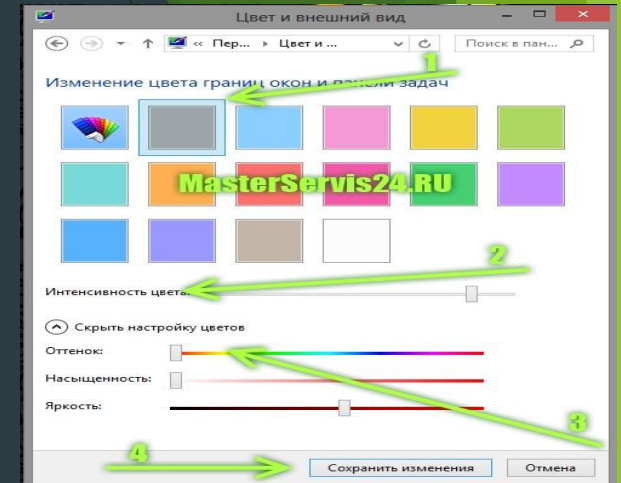 Цвет и внешний вид
« Пер... ▸ Цвет и ... Поиск в пан...
1
Изменение цвета границ окон и панели задач
MasterServis24.RU
2
Интенсивность цвета:
Скрыть настройку цветов
Оттенок:
Насыщенность:
Яркость:
3
4
Сохранить изменения Отмена